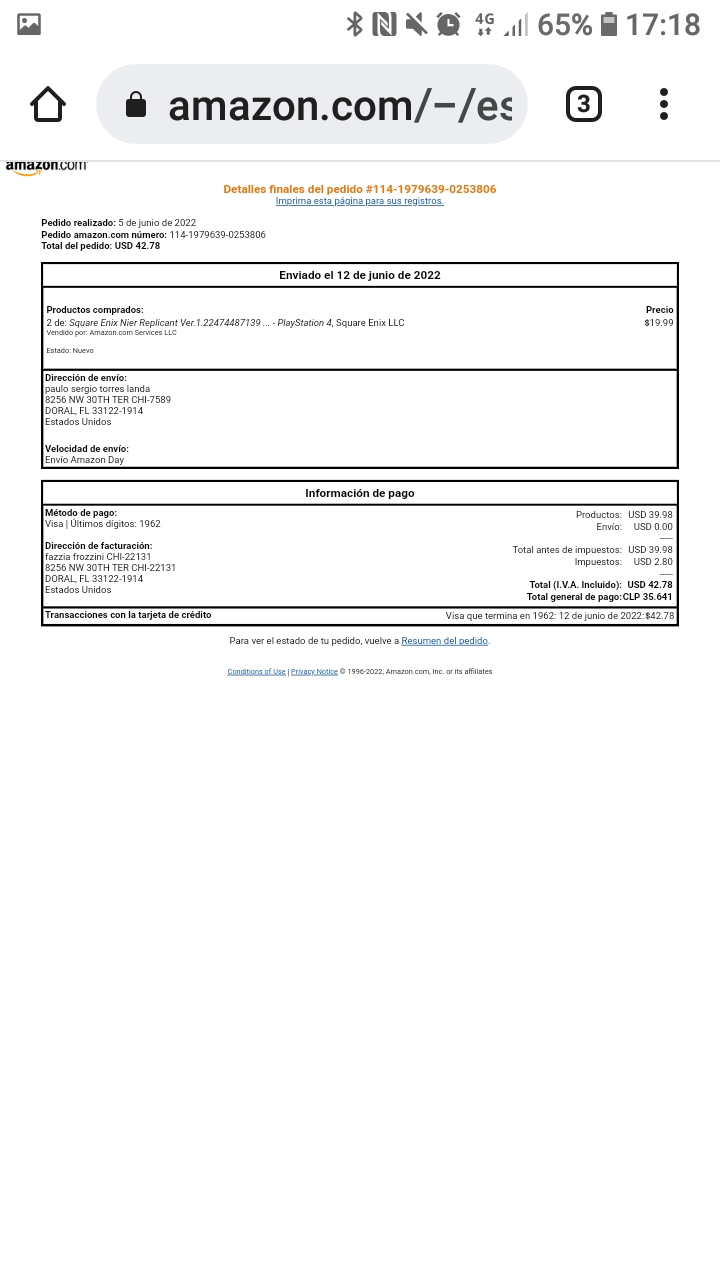 4G 65% 17:18
amazon.com/–/es
3
amazon.com
Detalles finales del pedido #114-1979639-0253806
Imprima esta página para sus registros.
Pedido realizado: 5 de junio de 2022
Pedido amazon.com número: 114-1979639-0253806
Total del pedido: USD 42.78
Enviado el 12 de junio de 2022
Productos comprados: Precio
2 de: Square Enix Nier Replicant Ver.1.22474487139 ... - PlayStation 4, Square Enix LLC $19.99
Vendido por: Amazon.com Services LLC
Estado: Nuevo
Dirección de envío:
paulo sergio torres landa
8256 NW 30TH TER CHI-7589
DORAL, FL 33122-1914
Estados Unidos
Velocidad de envío:
Envío Amazon Day
Información de pago
Método de pago:
Visa | Últimos dígitos: 1962
Dirección de facturación:
fazzia frozzini CHI-22131
8256 NW 30TH TER CHI-22131
DORAL, FL 33122-1914
Estados Unidos
Productos: USD 39.98
Envío: USD 0.00
-----
Total antes de impuestos: USD 39.98
Impuestos: USD 2.80
-----
Total (I.V.A. Incluido): USD 42.78
Total general de pago: CLP 35.641
Transacciones con la tarjeta de crédito Visa que termina en 1962: 12 de junio de 2022: $42.78
Para ver el estado de tu pedido, vuelve a Resumen del pedido.
Conditions of Use | Privacy Notice © 1996-2022, Amazon.com, Inc. or its affiliates